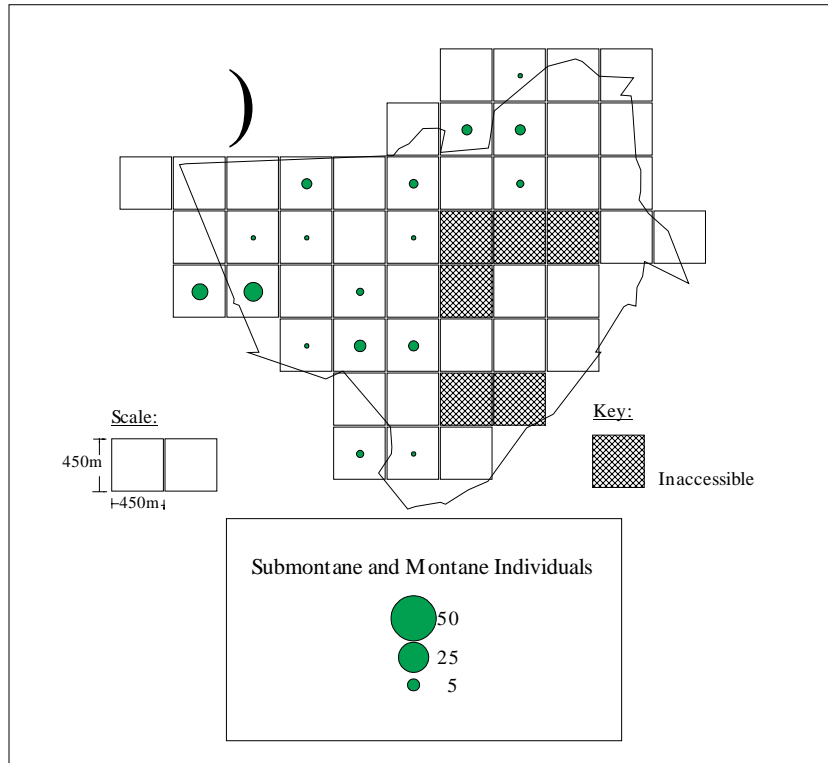 )
Scale:
450m
450m
Key:
Inaccessible
Submontane and Montane Individuals
50
25
5